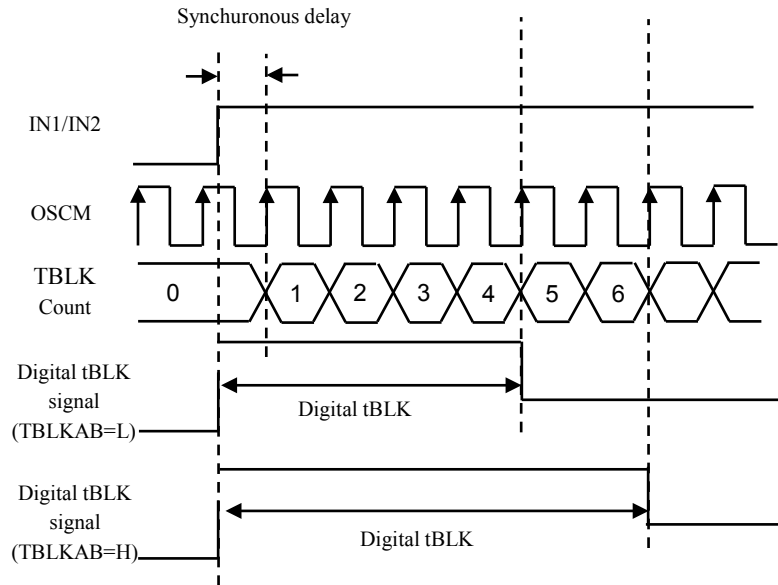 Synchuronous delay
IN1/IN2
OSCM
TBLK
Count
0 1 2 3 4 5 6
Digital tBLK
signal
(TBLKAB=L)
Digital tBLK
Digital tBLK
signal
(TBLKAB=H)
Digital tBLK